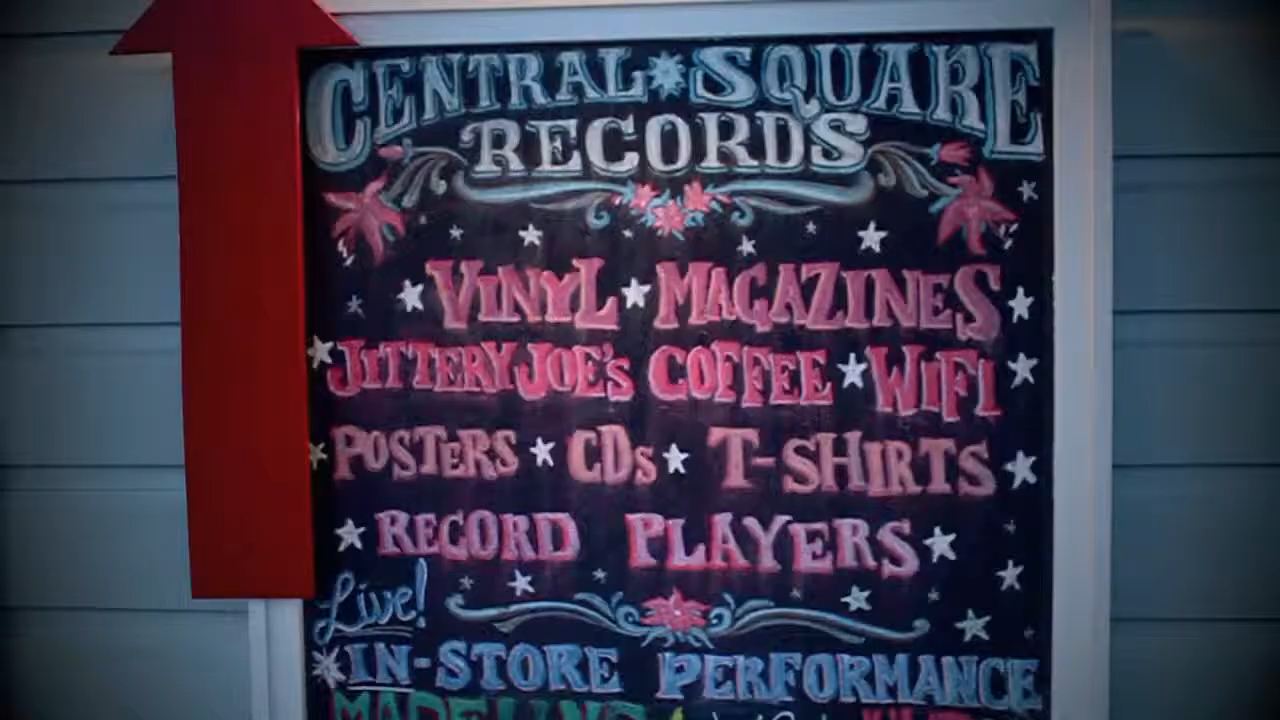 CENTRAL SQUARE
RECORDS
VINYL MAGAZINES
JITTERY JOE'S COFFEE WIFI
POSTERS CDs T-SHIRTS
RECORD PLAYERS
Live!
IN-STORE PERFORMANCE